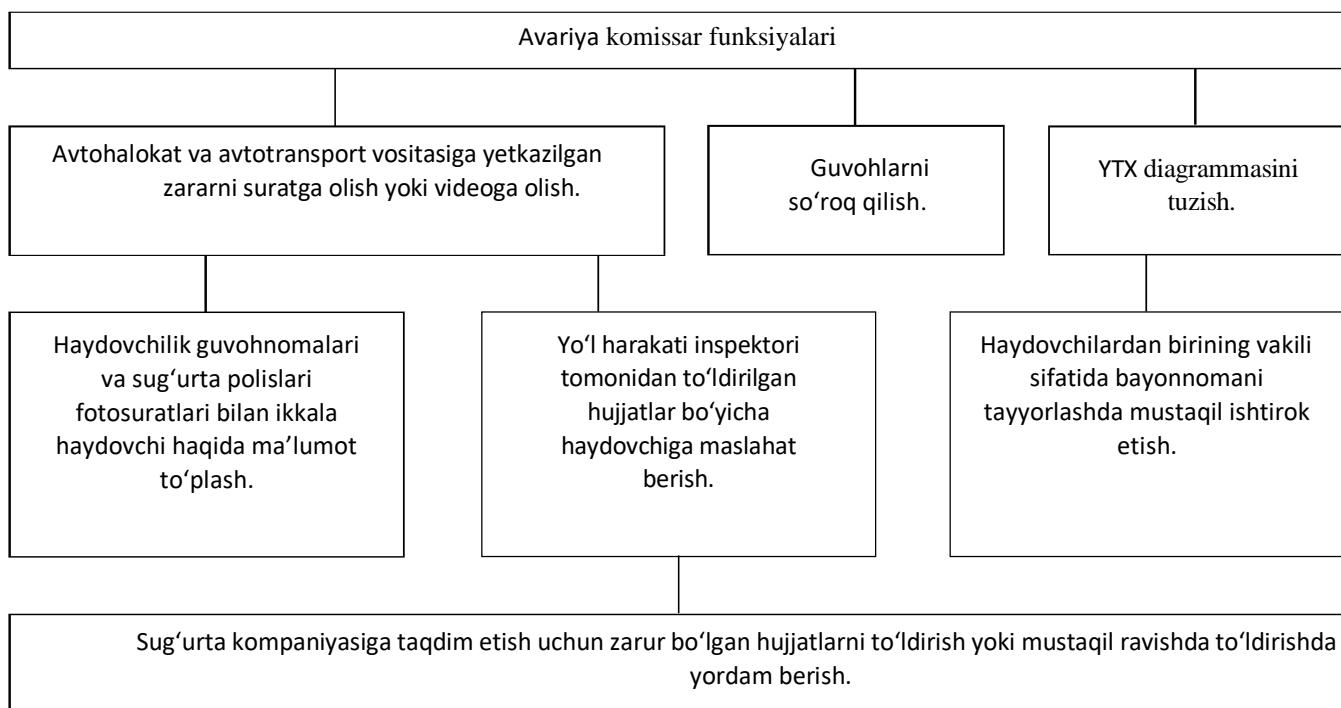 Avariya komissar funksiyalari
Avtohalokat va avtotransport vositasiga yetkazilgan
zararni suratga olish yoki videoga olish.
Guvohlarni
so‘roq qilish.
YTX diagrammasini
tuzish.
Haydovchilik guvohnomalari
va sug‘urta polislari
fotosuratlari bilan ikkala
haydovchi haqida ma’lumot
to‘plash.
Yo‘l harakati inspektori
tomonidan to‘ldirilgan
hujjatlar bo‘yicha
haydovchiga maslahat
berish.
Haydovchilardan birining vakili
sifatida bayonnomani
tayyorlashda mustaqil ishtirok
etish.
Sug‘urta kompaniyasiga taqdim etish uchun zarur bo‘lgan hujjatlarni to‘ldirish yoki mustaqil ravishda to‘ldirishda
yordam berish.